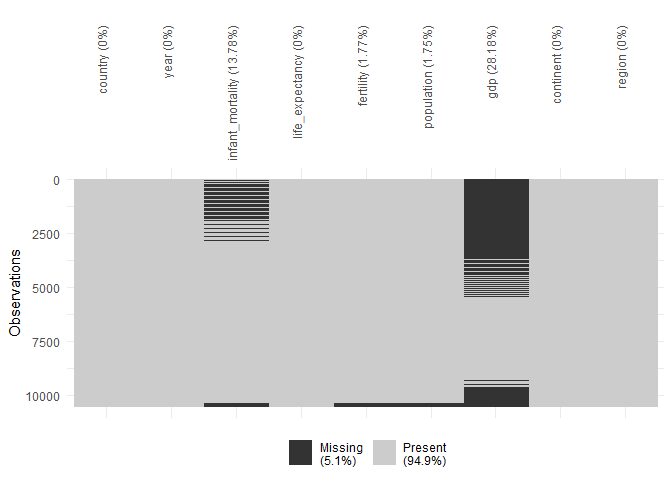 country (0%)
year (0%)
infant_mortality (13.78%)
life_expectancy (0%)
fertility (1.77%)
population (1.75%)
gdp (28.18%)
continent (0%)
region (0%)
Observations
0
2500
5000
7500
10000
Missing
(5.1%)
Present
(94.9%)